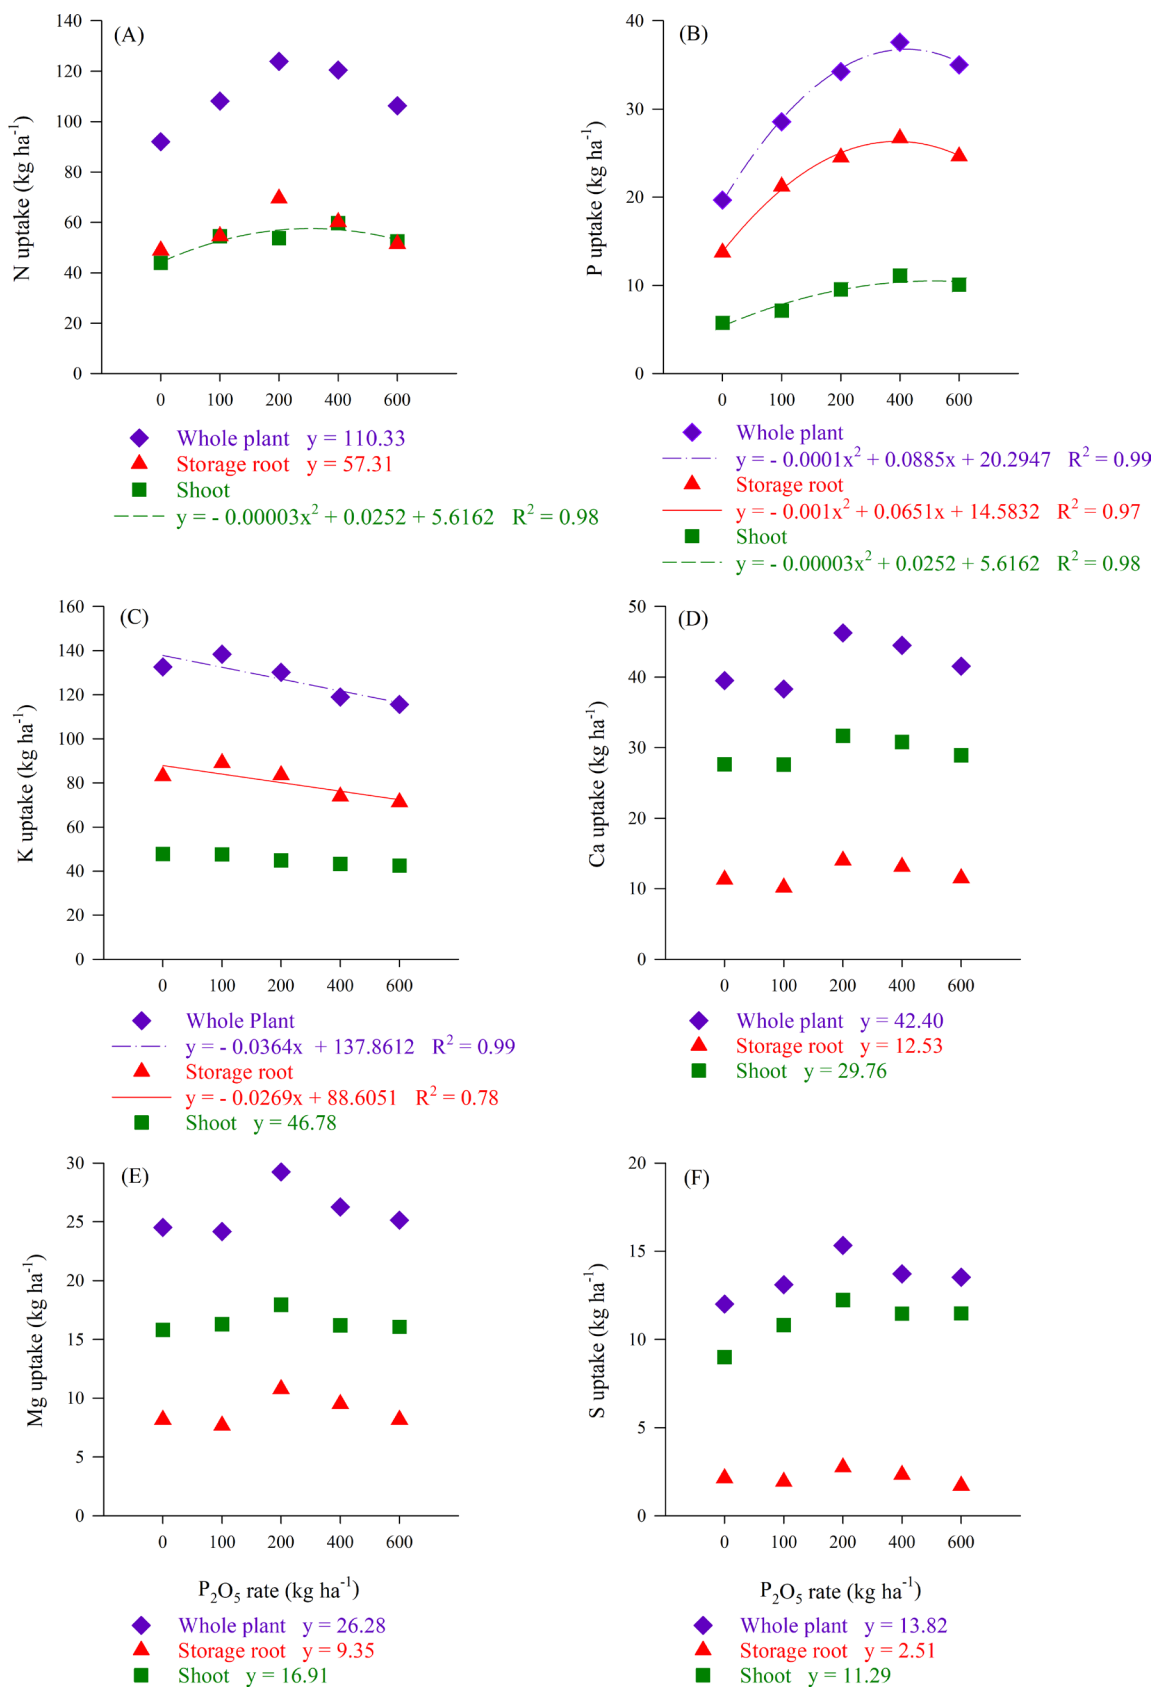 (A)
N uptake (kg ha⁻¹)
140
120
100
80
60
40
20
0
0 100 200 400 600
Whole plant y = 110.33
Storage root y = 57.31
Shoot
y = - 0.00003x² + 0.0252 + 5.6162 R² = 0.98
(B)
P uptake (kg ha⁻¹)
40
30
20
10
0
0 100 200 400 600
Whole plant
y = - 0.0001x² + 0.0885x + 20.2947 R² = 0.99
Storage root
y = - 0.001x² + 0.0651x + 14.5832 R² = 0.97
Shoot
y = - 0.00003x² + 0.0252 + 5.6162 R² = 0.98
(C)
K uptake (kg ha⁻¹)
160
140
120
100
80
60
40
20
0
0 100 200 400 600
Whole Plant
y = - 0.0364x + 137.8612 R² = 0.99
Storage root
y = - 0.0269x + 88.6051 R² = 0.78
Shoot y = 46.78
(D)
Ca uptake (kg ha⁻¹)
50
40
30
20
10
0
0 100 200 400 600
Whole plant y = 42.40
Storage root y = 12.53
Shoot y = 29.76
(E)
Mg uptake (kg ha⁻¹)
30
25
20
15
10
5
0
0 100 200 400 600
P₂O₅ rate (kg ha⁻¹)
Whole plant y = 26.28
Storage root y = 9.35
Shoot y = 16.91
(F)
S uptake (kg ha⁻¹)
20
15
10
5
0
0 100 200 400 600
P₂O₅ rate (kg ha⁻¹)
Whole plant y = 13.82
Storage root y = 2.51
Shoot y = 11.29